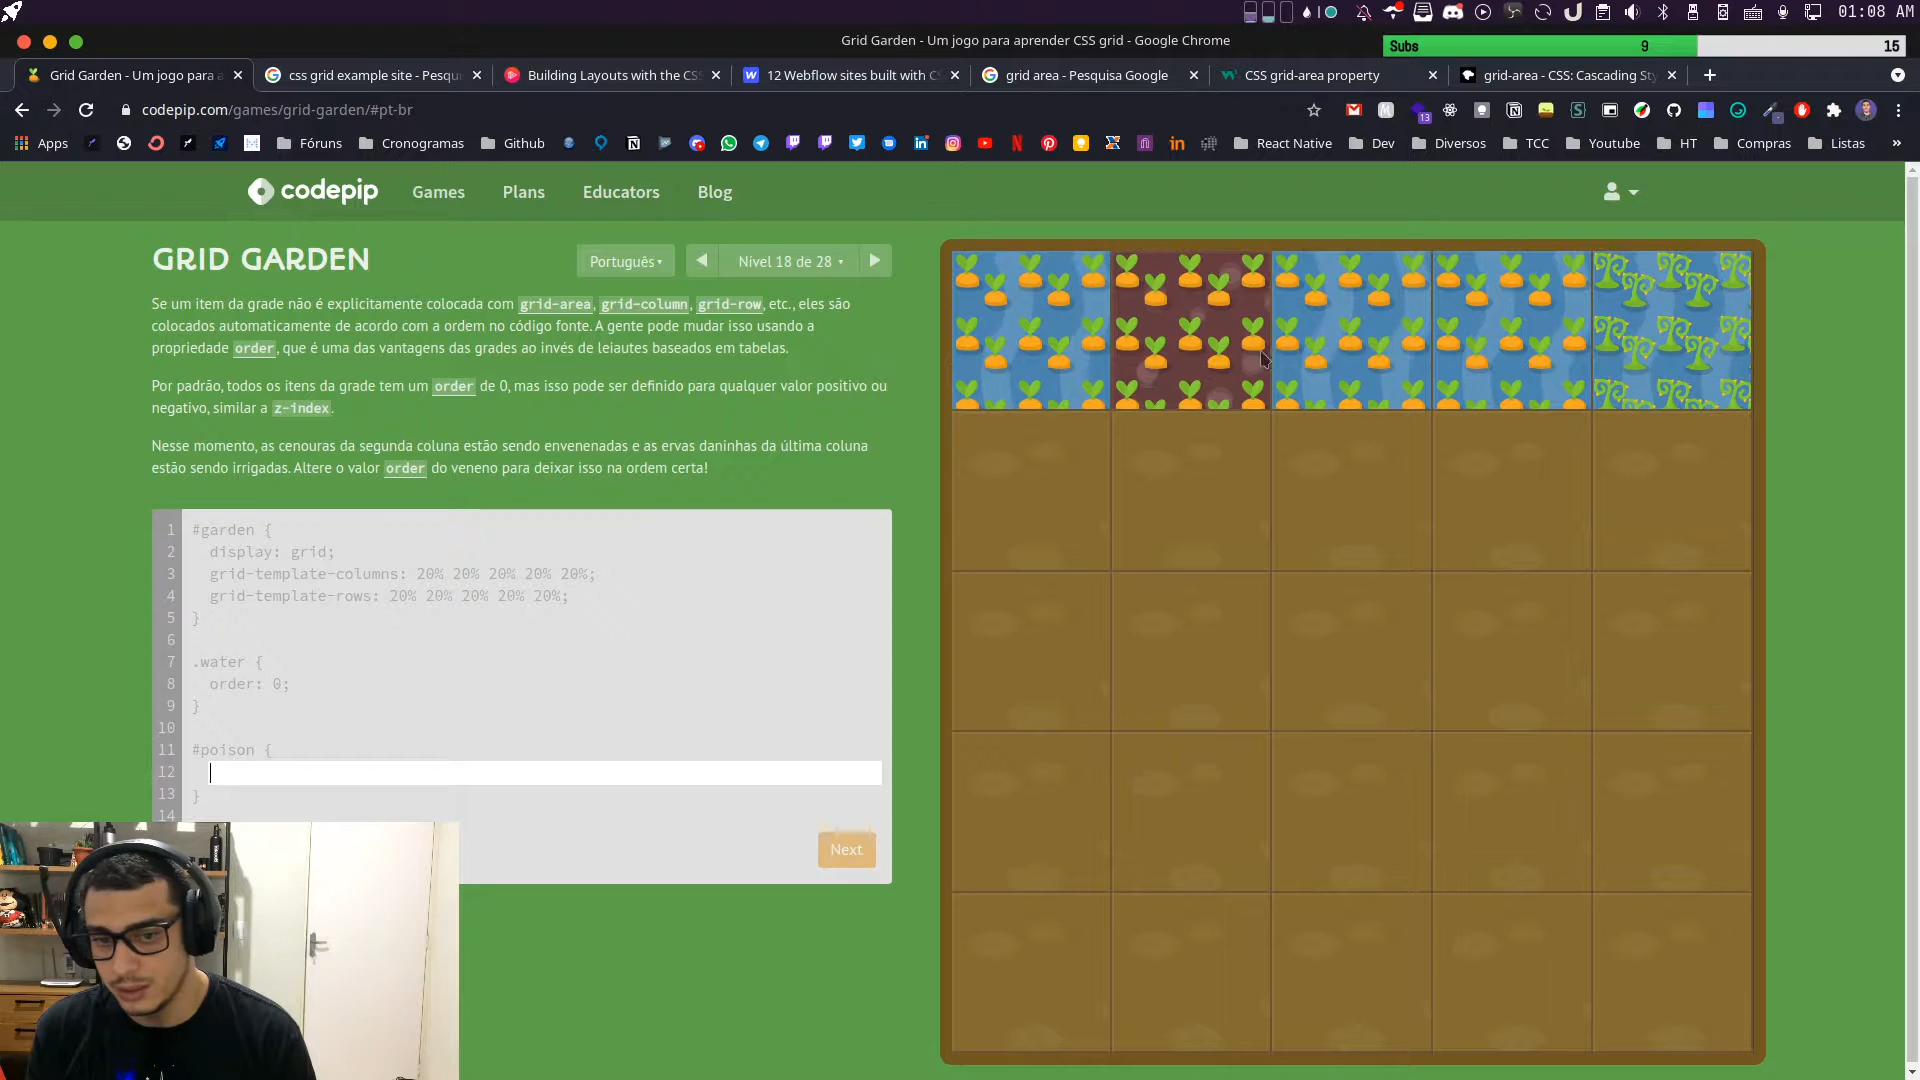 01:08 AM
Grid Garden - Um jogo para aprender CSS grid - Google Chrome
Subs 9 15
Grid Garden - Um jogo para a
css grid example site - Pesqu
Building Layouts with the CSS
12 Webflow sites built with C
grid area - Pesquisa Google
CSS grid-area property
grid-area - CSS: Cascading Sty
codepip.com/games/grid-garden/#pt-br
13
Apps
Fóruns
Cronogramas
Github
React Native
Dev
Diversos
TCC
Youtube
HT
Compras
Listas
codepip
Games
Plans
Educators
Blog
GRID GARDEN
Português
Nível 18 de 28
Se um item da grade não é explicitamente colocada com grid-area, grid-column, grid-row, etc., eles são
colocados automaticamente de acordo com a ordem no código fonte. A gente pode mudar isso usando a
propriedade order, que é uma das vantagens das grades ao invés de leiautes baseados em tabelas.
Por padrão, todos os itens da grade tem um order de 0, mas isso pode ser definido para qualquer valor positivo ou
negativo, similar a z-index.
Nesse momento, as cenouras da segunda coluna estão sendo envenenadas e as ervas daninhas da última coluna
estão sendo irrigadas. Altere o valor order do veneno para deixar isso na ordem certa!
1 #garden {
2 display: grid;
3 grid-template-columns: 20% 20% 20% 20% 20%;
4 grid-template-rows: 20% 20% 20% 20% 20%;
5 }
6
7 .water {
8 order: 0;
9 }
10
11 #poison {
12
13 }
14
Next